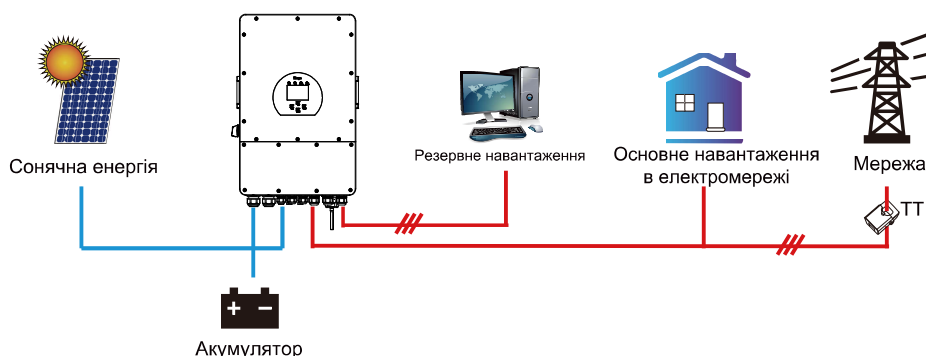 Сонячна енергія
Резервне навантаження
Основне навантаження
в електромережі
Мережа
ТТ
Акумулятор